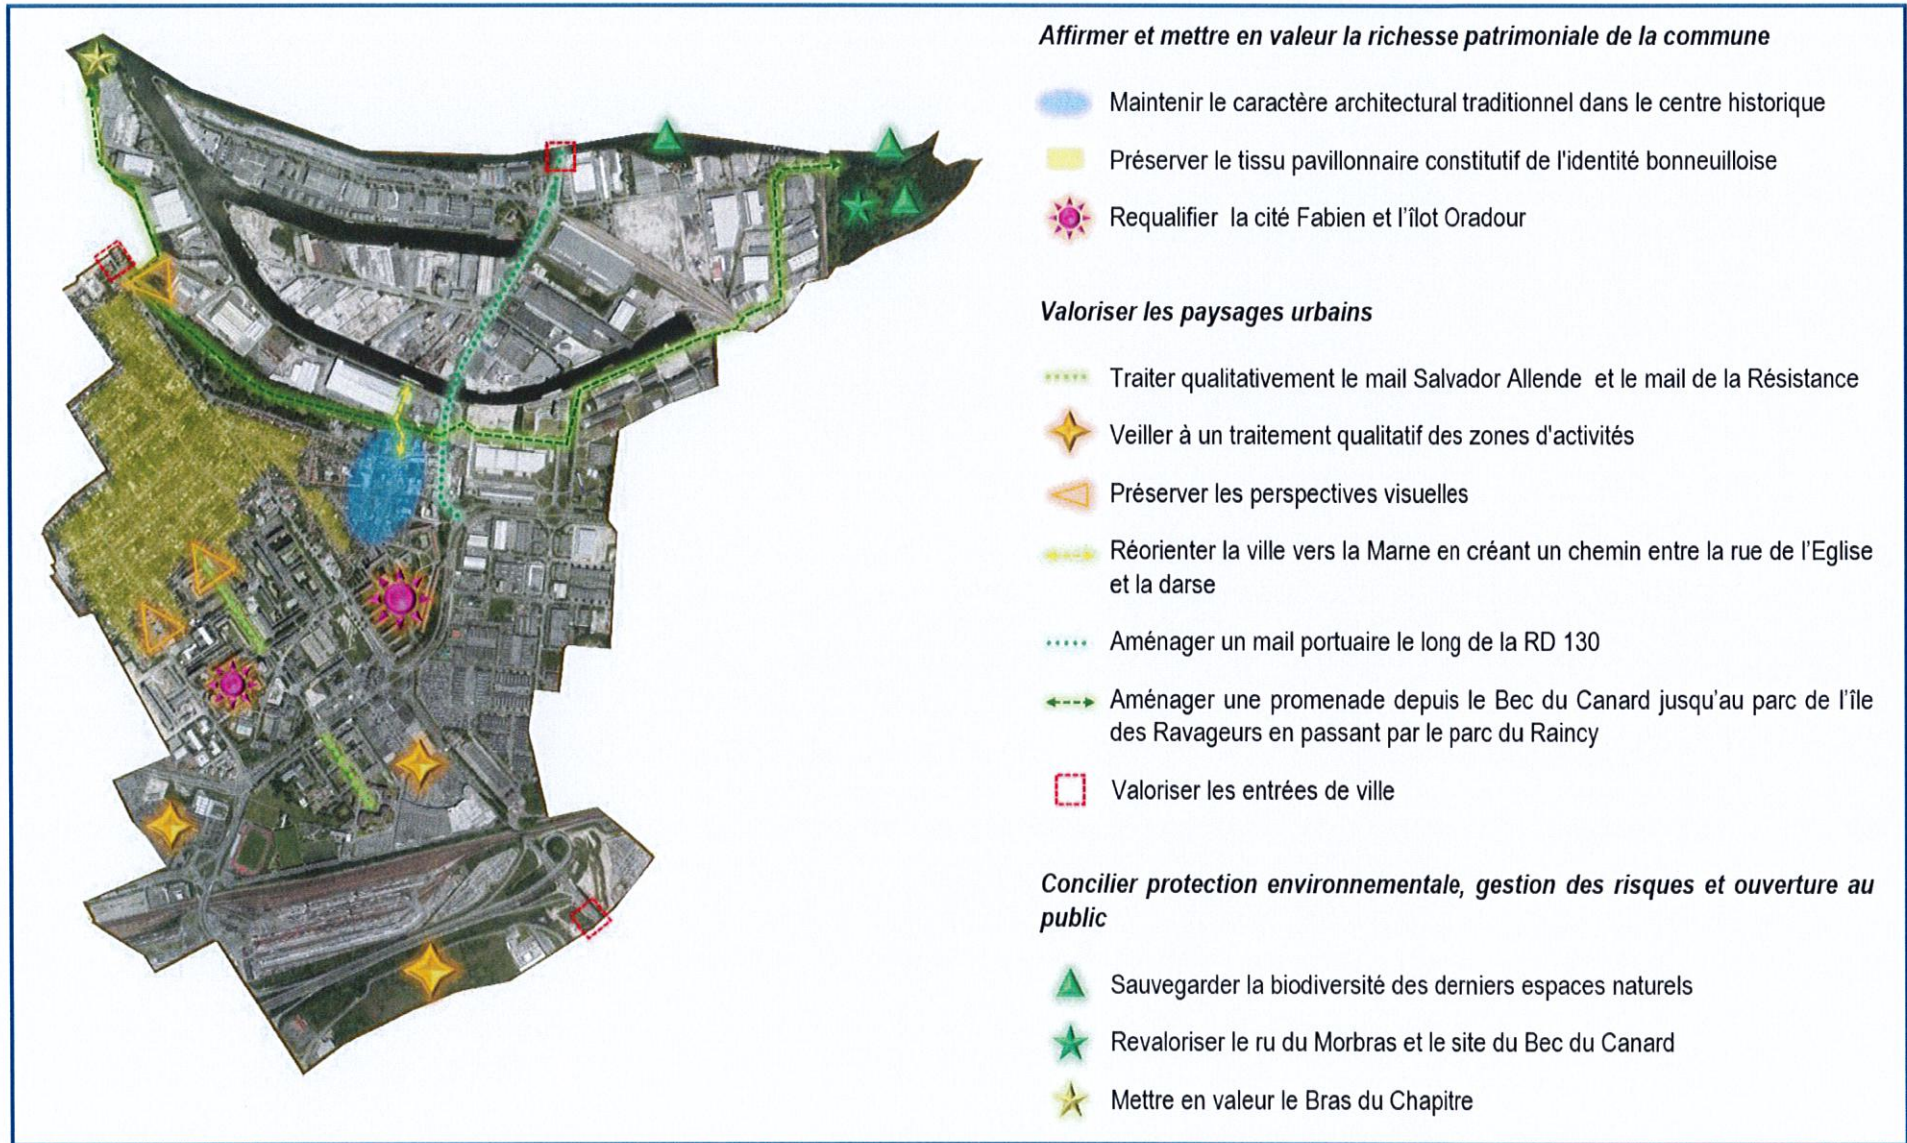 Affirmer et mettre en valeur la richesse patrimoniale de la commune
Maintenir le caractère architectural traditionnel dans le centre historique
Préserver le tissu pavillonnaire constitutif de l'identité bonneuilloise
Requalifier la cité Fabien et l'îlot Oradour
Valoriser les paysages urbains
Traiter qualitativement le mail Salvador Allende et le mail de la Résistance
Veiller à un traitement qualitatif des zones d'activités
Préserver les perspectives visuelles
Réorienter la ville vers la Marne en créant un chemin entre la rue de l'Eglise
et la darse
Aménager un mail portuaire le long de la RD 130
Aménager une promenade depuis le Bec du Canard jusqu'au parc de l'île
des Ravageurs en passant par le parc du Raincy
Valoriser les entrées de ville
Concilier protection environnementale, gestion des risques et ouverture au
public
Sauvegarder la biodiversité des derniers espaces naturels
Revaloriser le ru du Morbras et le site du Bec du Canard
Mettre en valeur le Bras du Chapitre